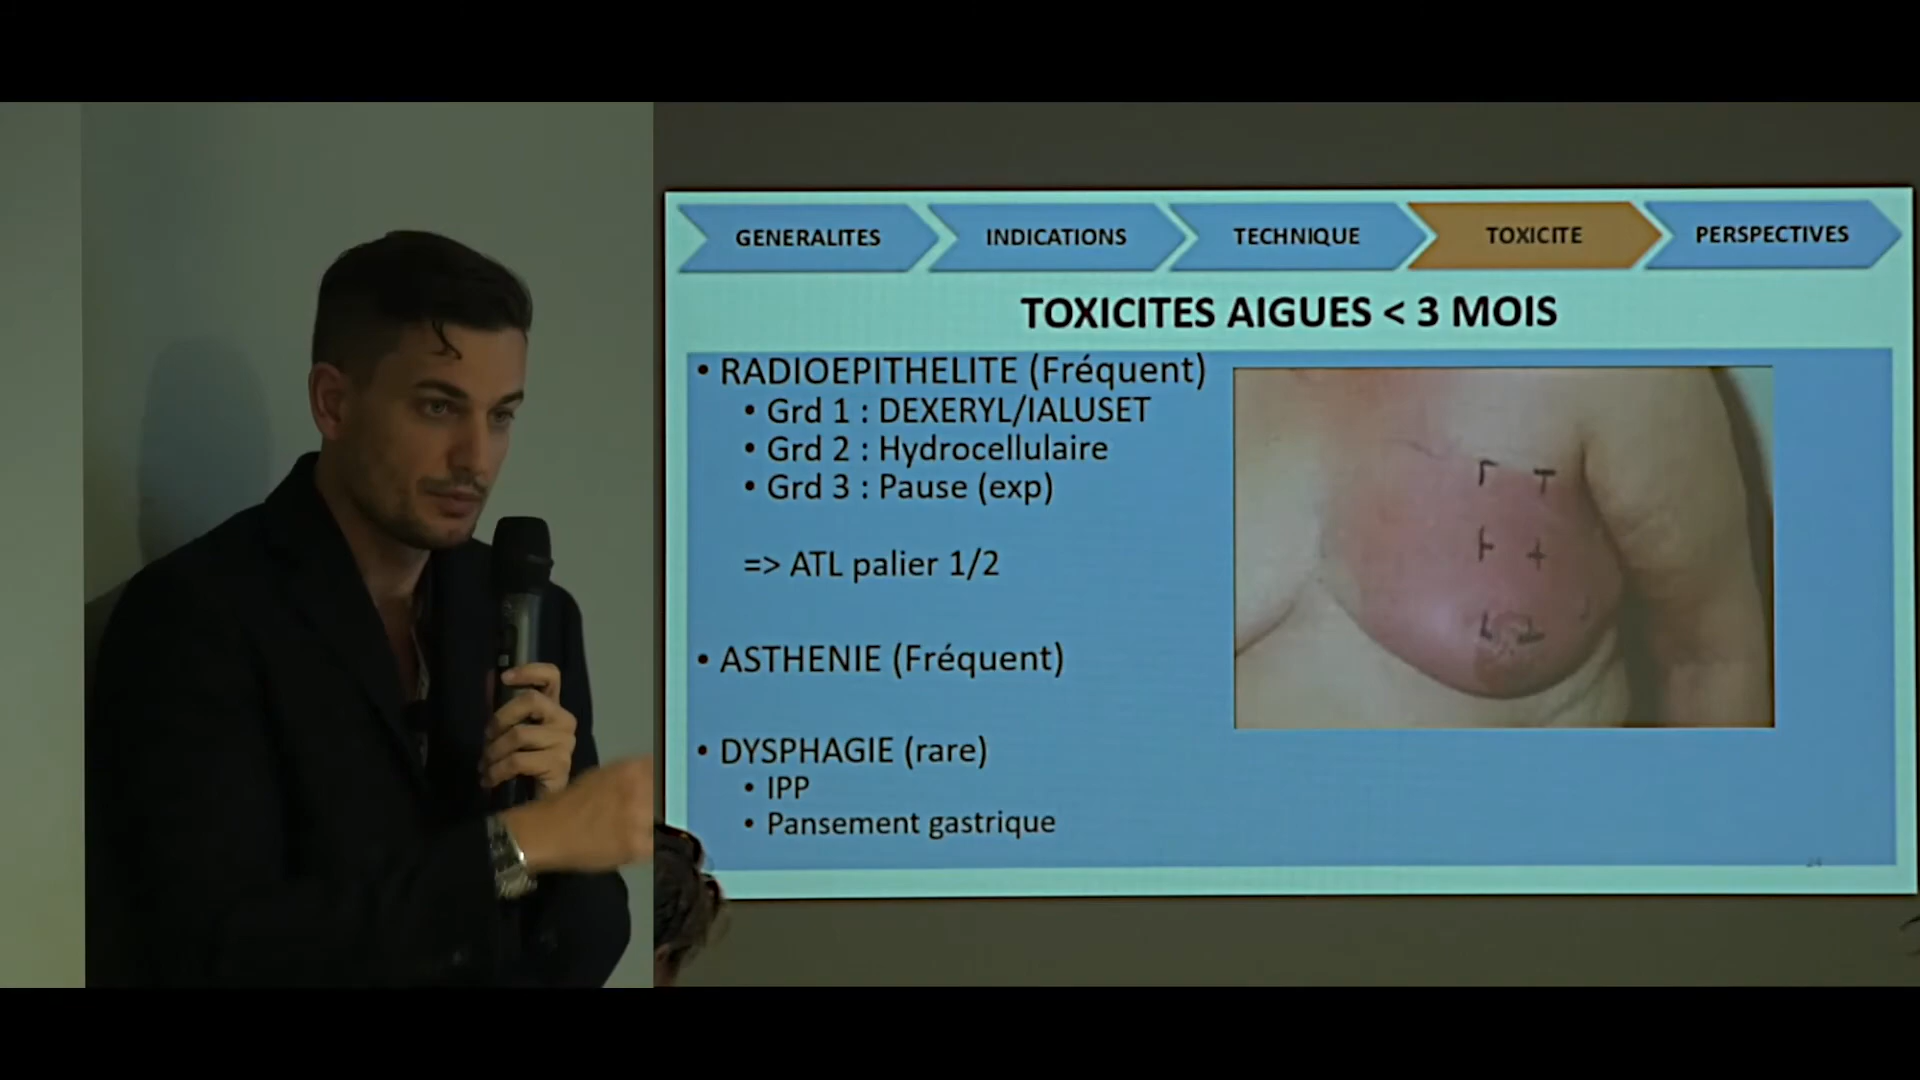 GENERALITES
INDICATIONS
TECHNIQUE
TOXICITE
PERSPECTIVES
TOXICITES AIGUES < 3 MOIS
• RADIOEPITHELITE (Fréquent)
• Grd 1 : DEXERYL/IALUSET
• Grd 2 : Hydrocellulaire
• Grd 3 : Pause (exp)
=> ATL palier 1/2
• ASTHENIE (Fréquent)
• DYSPHAGIE (rare)
• IPP
• Pansement gastrique